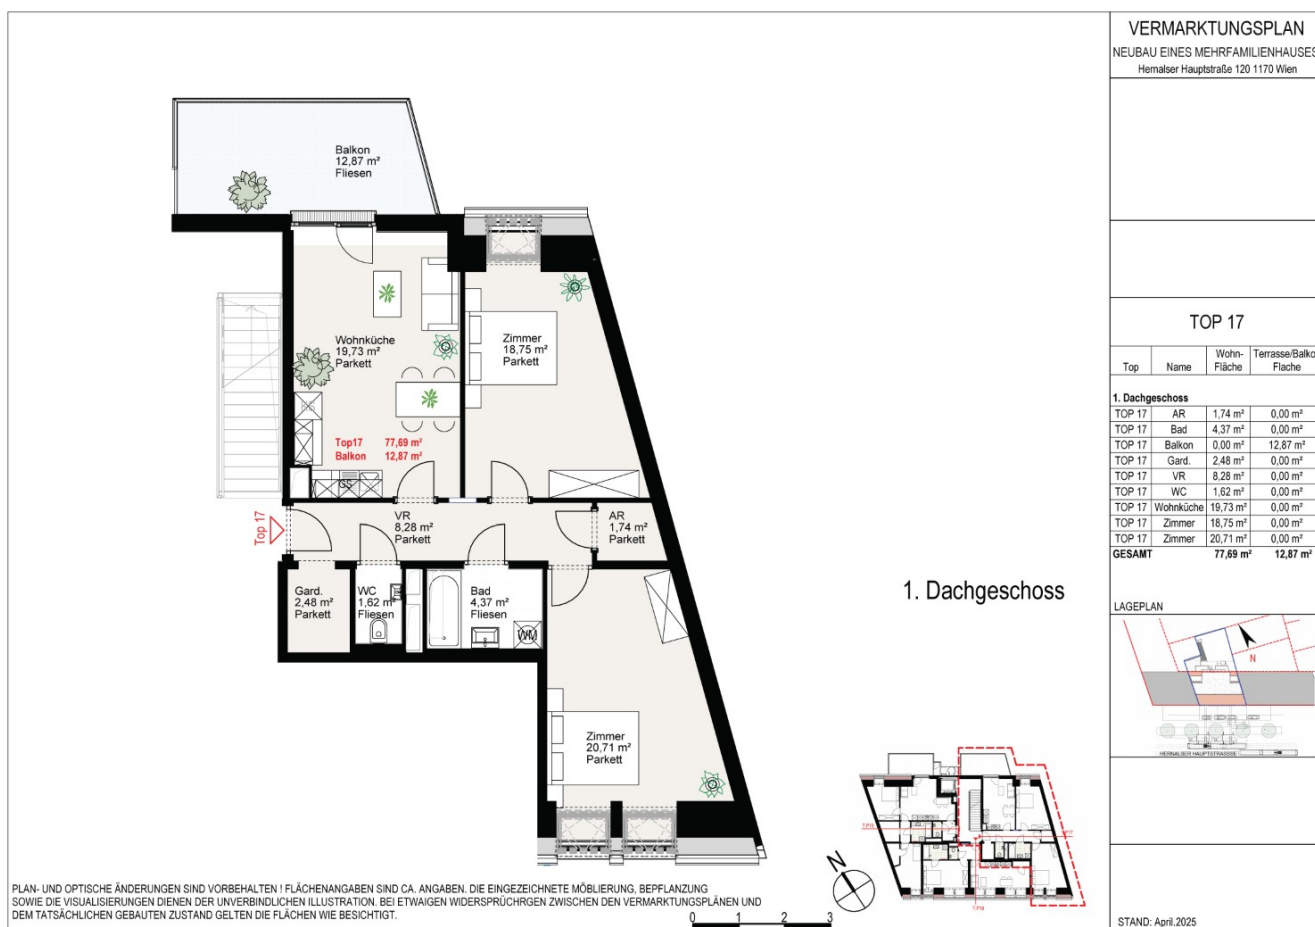 VERMARKTUNGSPLAN
NEUBAU EINES MEHRFAMILIENHAUSES
Hernalser Hauptstraße 120 1170 Wien
TOP 17
Top Name Wohn- Fläche Terrasse/Balko Flache
1. Dachgeschoss
TOP 17 AR 1,74 m² 0,00 m²
TOP 17 Bad 4,37 m² 0,00 m²
TOP 17 Balkon 0,00 m² 12,87 m²
TOP 17 Gard. 2,48 m² 0,00 m²
TOP 17 VR 8,28 m² 0,00 m²
TOP 17 WC 1,62 m² 0,00 m²
TOP 17 Wohnküche 19,73 m² 0,00 m²
TOP 17 Zimmer 18,75 m² 0,00 m²
TOP 17 Zimmer 20,71 m² 0,00 m²
GESAMT 77,69 m² 12,87 m²
LAGEPLAN
N
HERNALSER HAUPTSTRASSE
STAND: April.2025
Balkon
12,87 m²
Fliesen
Wohnküche
19,73 m²
Parkett
Zimmer
18,75 m²
Parkett
Top17 77,69 m²
Balkon 12,87 m²
KS
GS
Top 17
VR
8,28 m²
Parkett
AR
1,74 m²
Parkett
Gard.
2,48 m²
Parkett
WC
1,62 m²
Fliesen
Bad
4,37 m²
Fliesen
WM
Zimmer
20,71 m²
Parkett
1. Dachgeschoss
N
PLAN- UND OPTISCHE ÄNDERUNGEN SIND VORBEHALTEN ! FLÄCHENANGABEN SIND CA. ANGABEN. DIE EINGEZEICHNETE MÖBLIERUNG, BEPFLANZUNG
SOWIE DIE VISUALISIERUNGEN DIENEN DER UNVERBINDLICHEN ILLUSTRATION. BEI ETWAIGEN WIDERSPRÜCHRGEN ZWISCHEN DEN VERMARKTUNGSPLÄNEN UND
DEM TATSÄCHLICHEN GEBAUTEN ZUSTAND GELTEN DIE FLÄCHEN WIE BESICHTIGT.
0 1 2 3